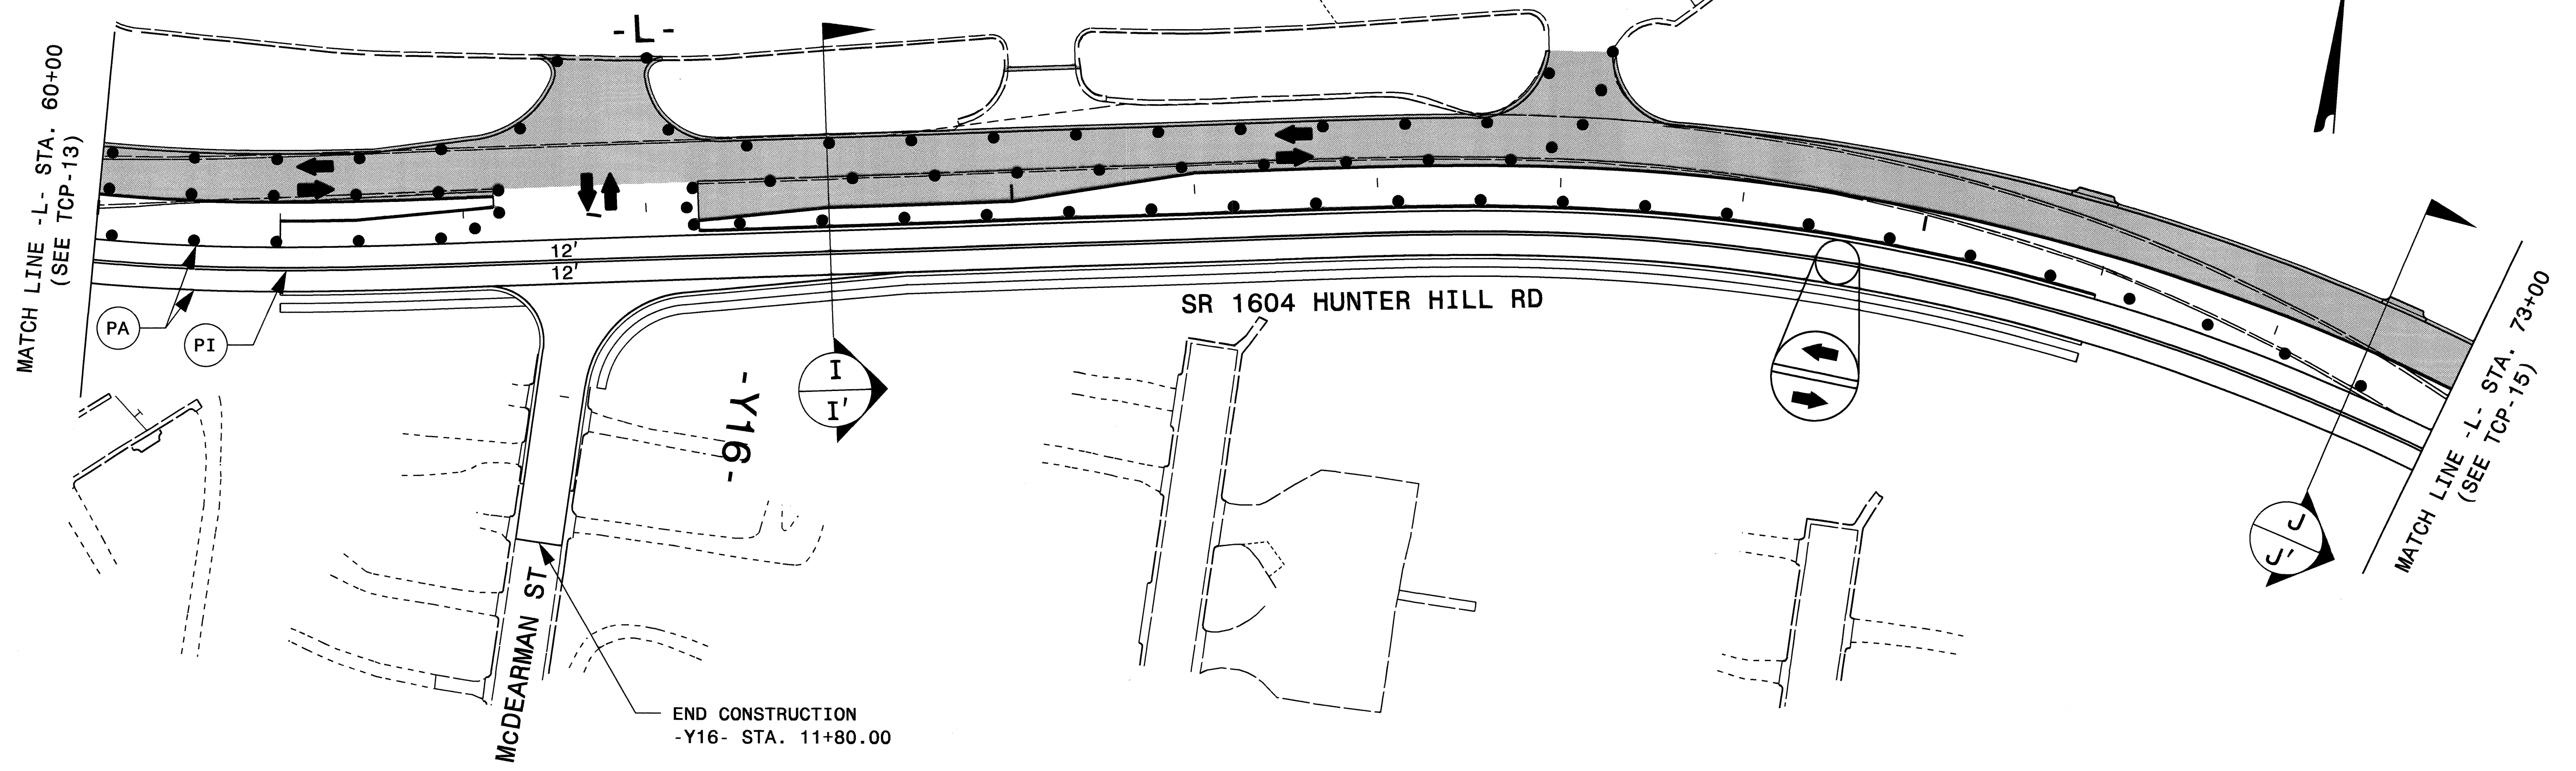 -L-
MATCH LINE -L- STA. 60+00
(SEE TCP-13)
12'
12'
PA
PI
SR 1604 HUNTER HILL RD
I
I'
-Y16-
J
J'
MATCH LINE -L- STA. 73+00
(SEE TCP-15)
McDEARMAN ST
END CONSTRUCTION
-Y16- STA. 11+80.00